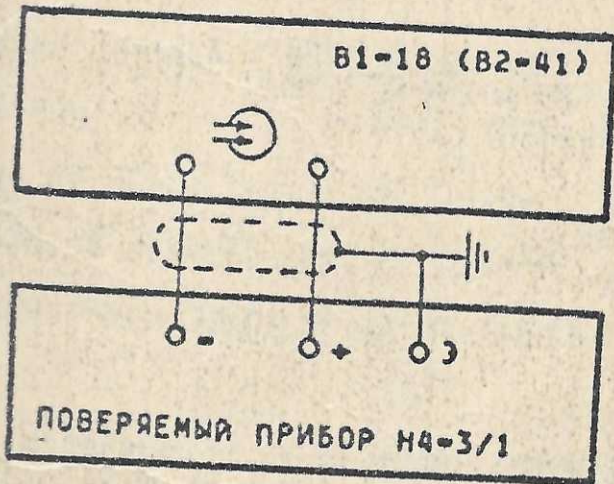 В1-18 (В2-41)
- + Э
ПОВЕРЯЕМЫЙ ПРИБОР Н4-3/1